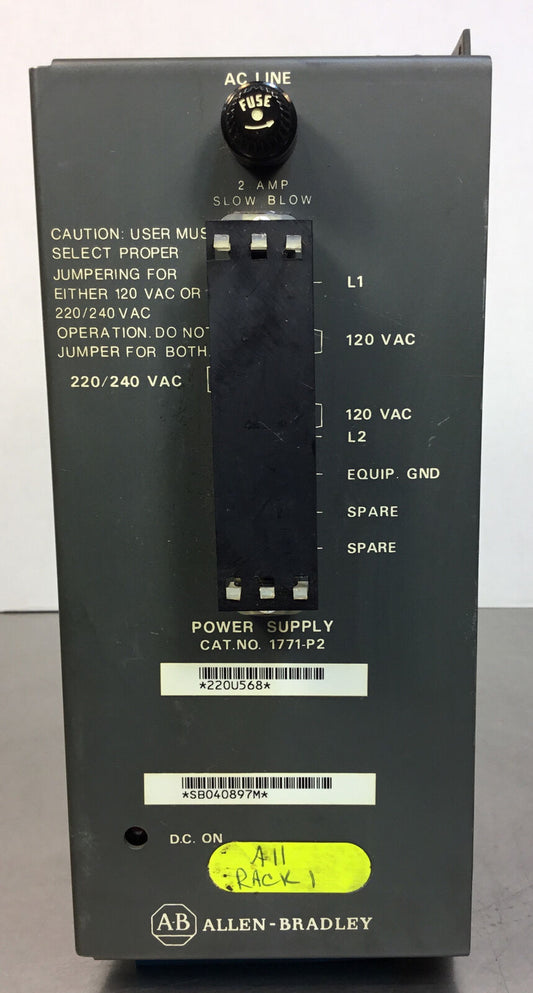 AC LINE
FUSE
2 AMP
SLOW BLOW
CAUTION: USER MUS
SELECT PROPER
JUMPERING FOR
EITHER 120 VAC OR
220/240 VAC
OPERATION. DO NOT
JUMPER FOR BOTH.
220/240 VAC
L1
120 VAC
120 VAC
L2
EQUIP. GND
SPARE
SPARE
POWER SUPPLY
CAT.NO. 1771-P2
*220U568*
*SB040897M*
D.C. ON
A11
RACK 1
A-B ALLEN-BRADLEY